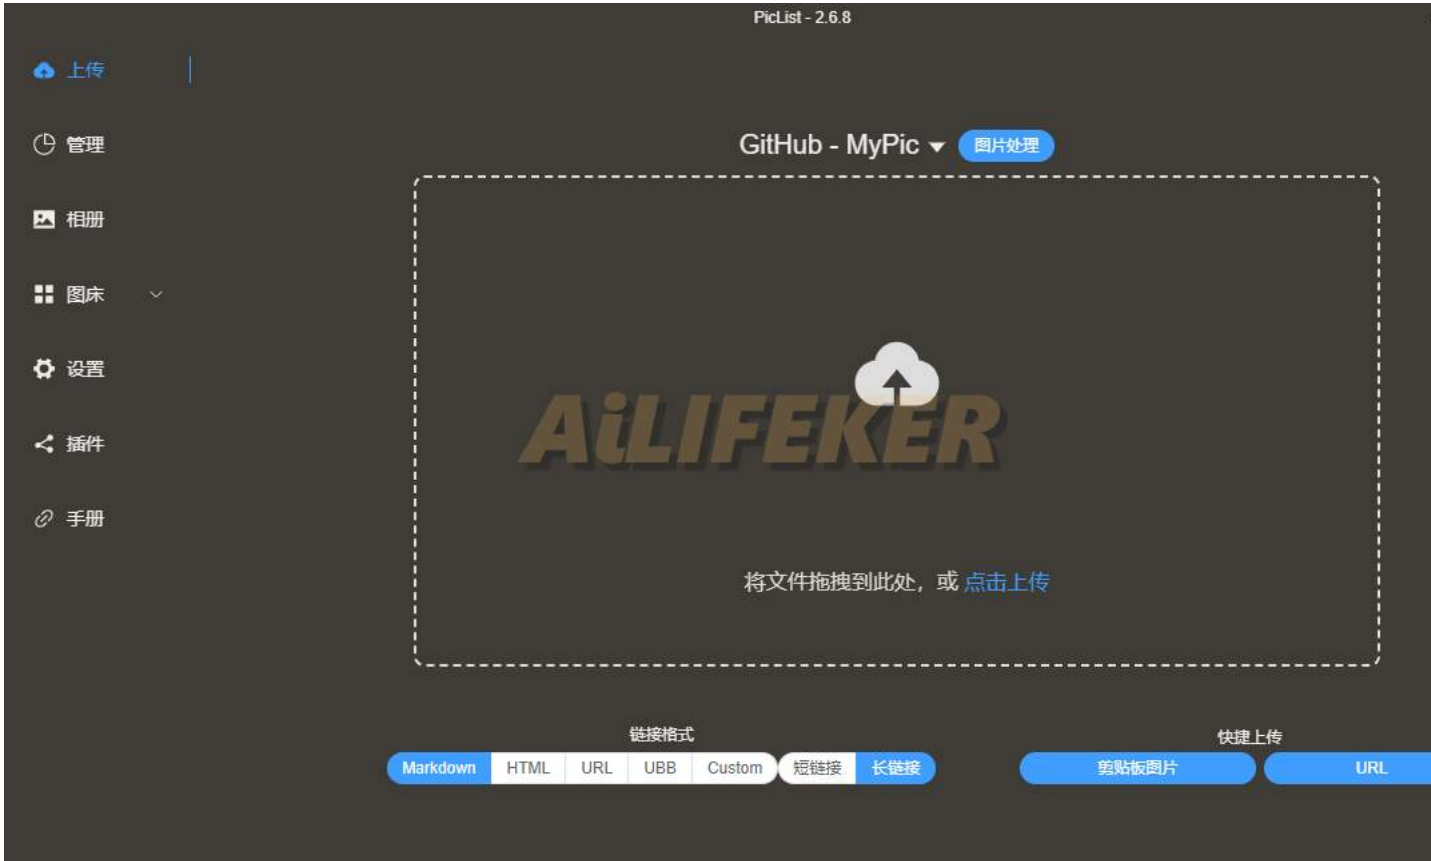 PicList - 2.6.8
上传
管理
相册
图床
设置
插件
手册
GitHub - MyPic 图片处理
AiLIFEKER
将文件拖拽到此处，或 点击上传
链接格式
Markdown HTML URL UBB Custom 短链接 长链接
快捷上传
剪贴板图片 URL